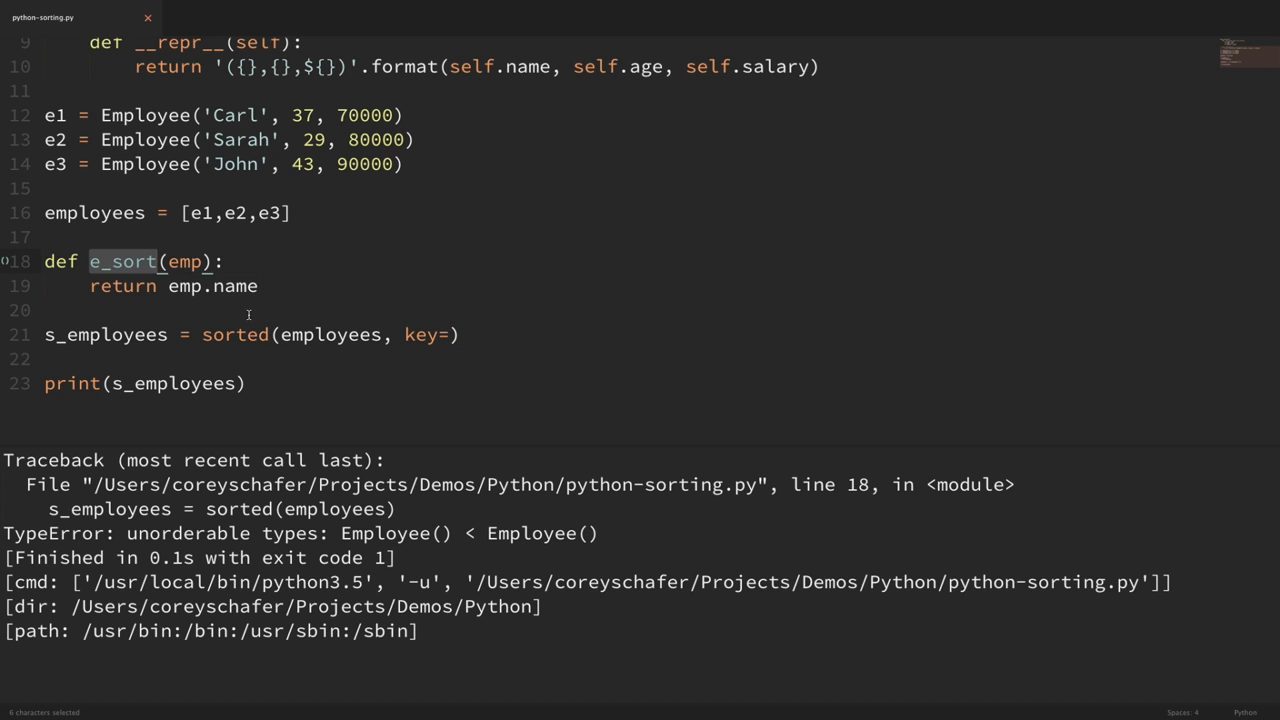 python-sorting.py ×
9 def __repr__(self):
10 return '({},{},${})'.format(self.name, self.age, self.salary)
11
12 e1 = Employee('Carl', 37, 70000)
13 e2 = Employee('Sarah', 29, 80000)
14 e3 = Employee('John', 43, 90000)
15
16 employees = [e1,e2,e3]
17
()18 def e_sort(emp):
19 return emp.name
20
21 s_employees = sorted(employees, key=)
22
23 print(s_employees)
Traceback (most recent call last):
File "/Users/coreyschafer/Projects/Demos/Python/python-sorting.py", line 18, in <module>
s_employees = sorted(employees)
TypeError: unorderable types: Employee() < Employee()
[Finished in 0.1s with exit code 1]
[cmd: ['/usr/local/bin/python3.5', '-u', '/Users/coreyschafer/Projects/Demos/Python/python-sorting.py']]
[dir: /Users/coreyschafer/Projects/Demos/Python]
[path: /usr/bin:/bin:/usr/sbin:/sbin]
6 characters selected Spaces: 4 Python